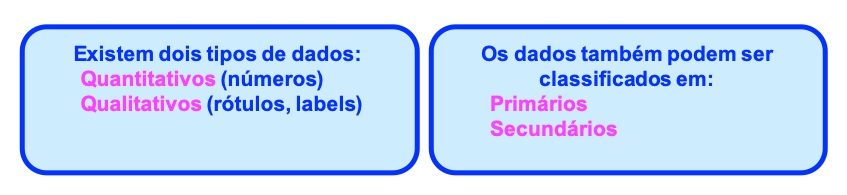 Existem dois tipos de dados:
Quantitativos (números)
Qualitativos (rótulos, labels)
Os dados também podem ser
classificados em:
Primários
Secundários